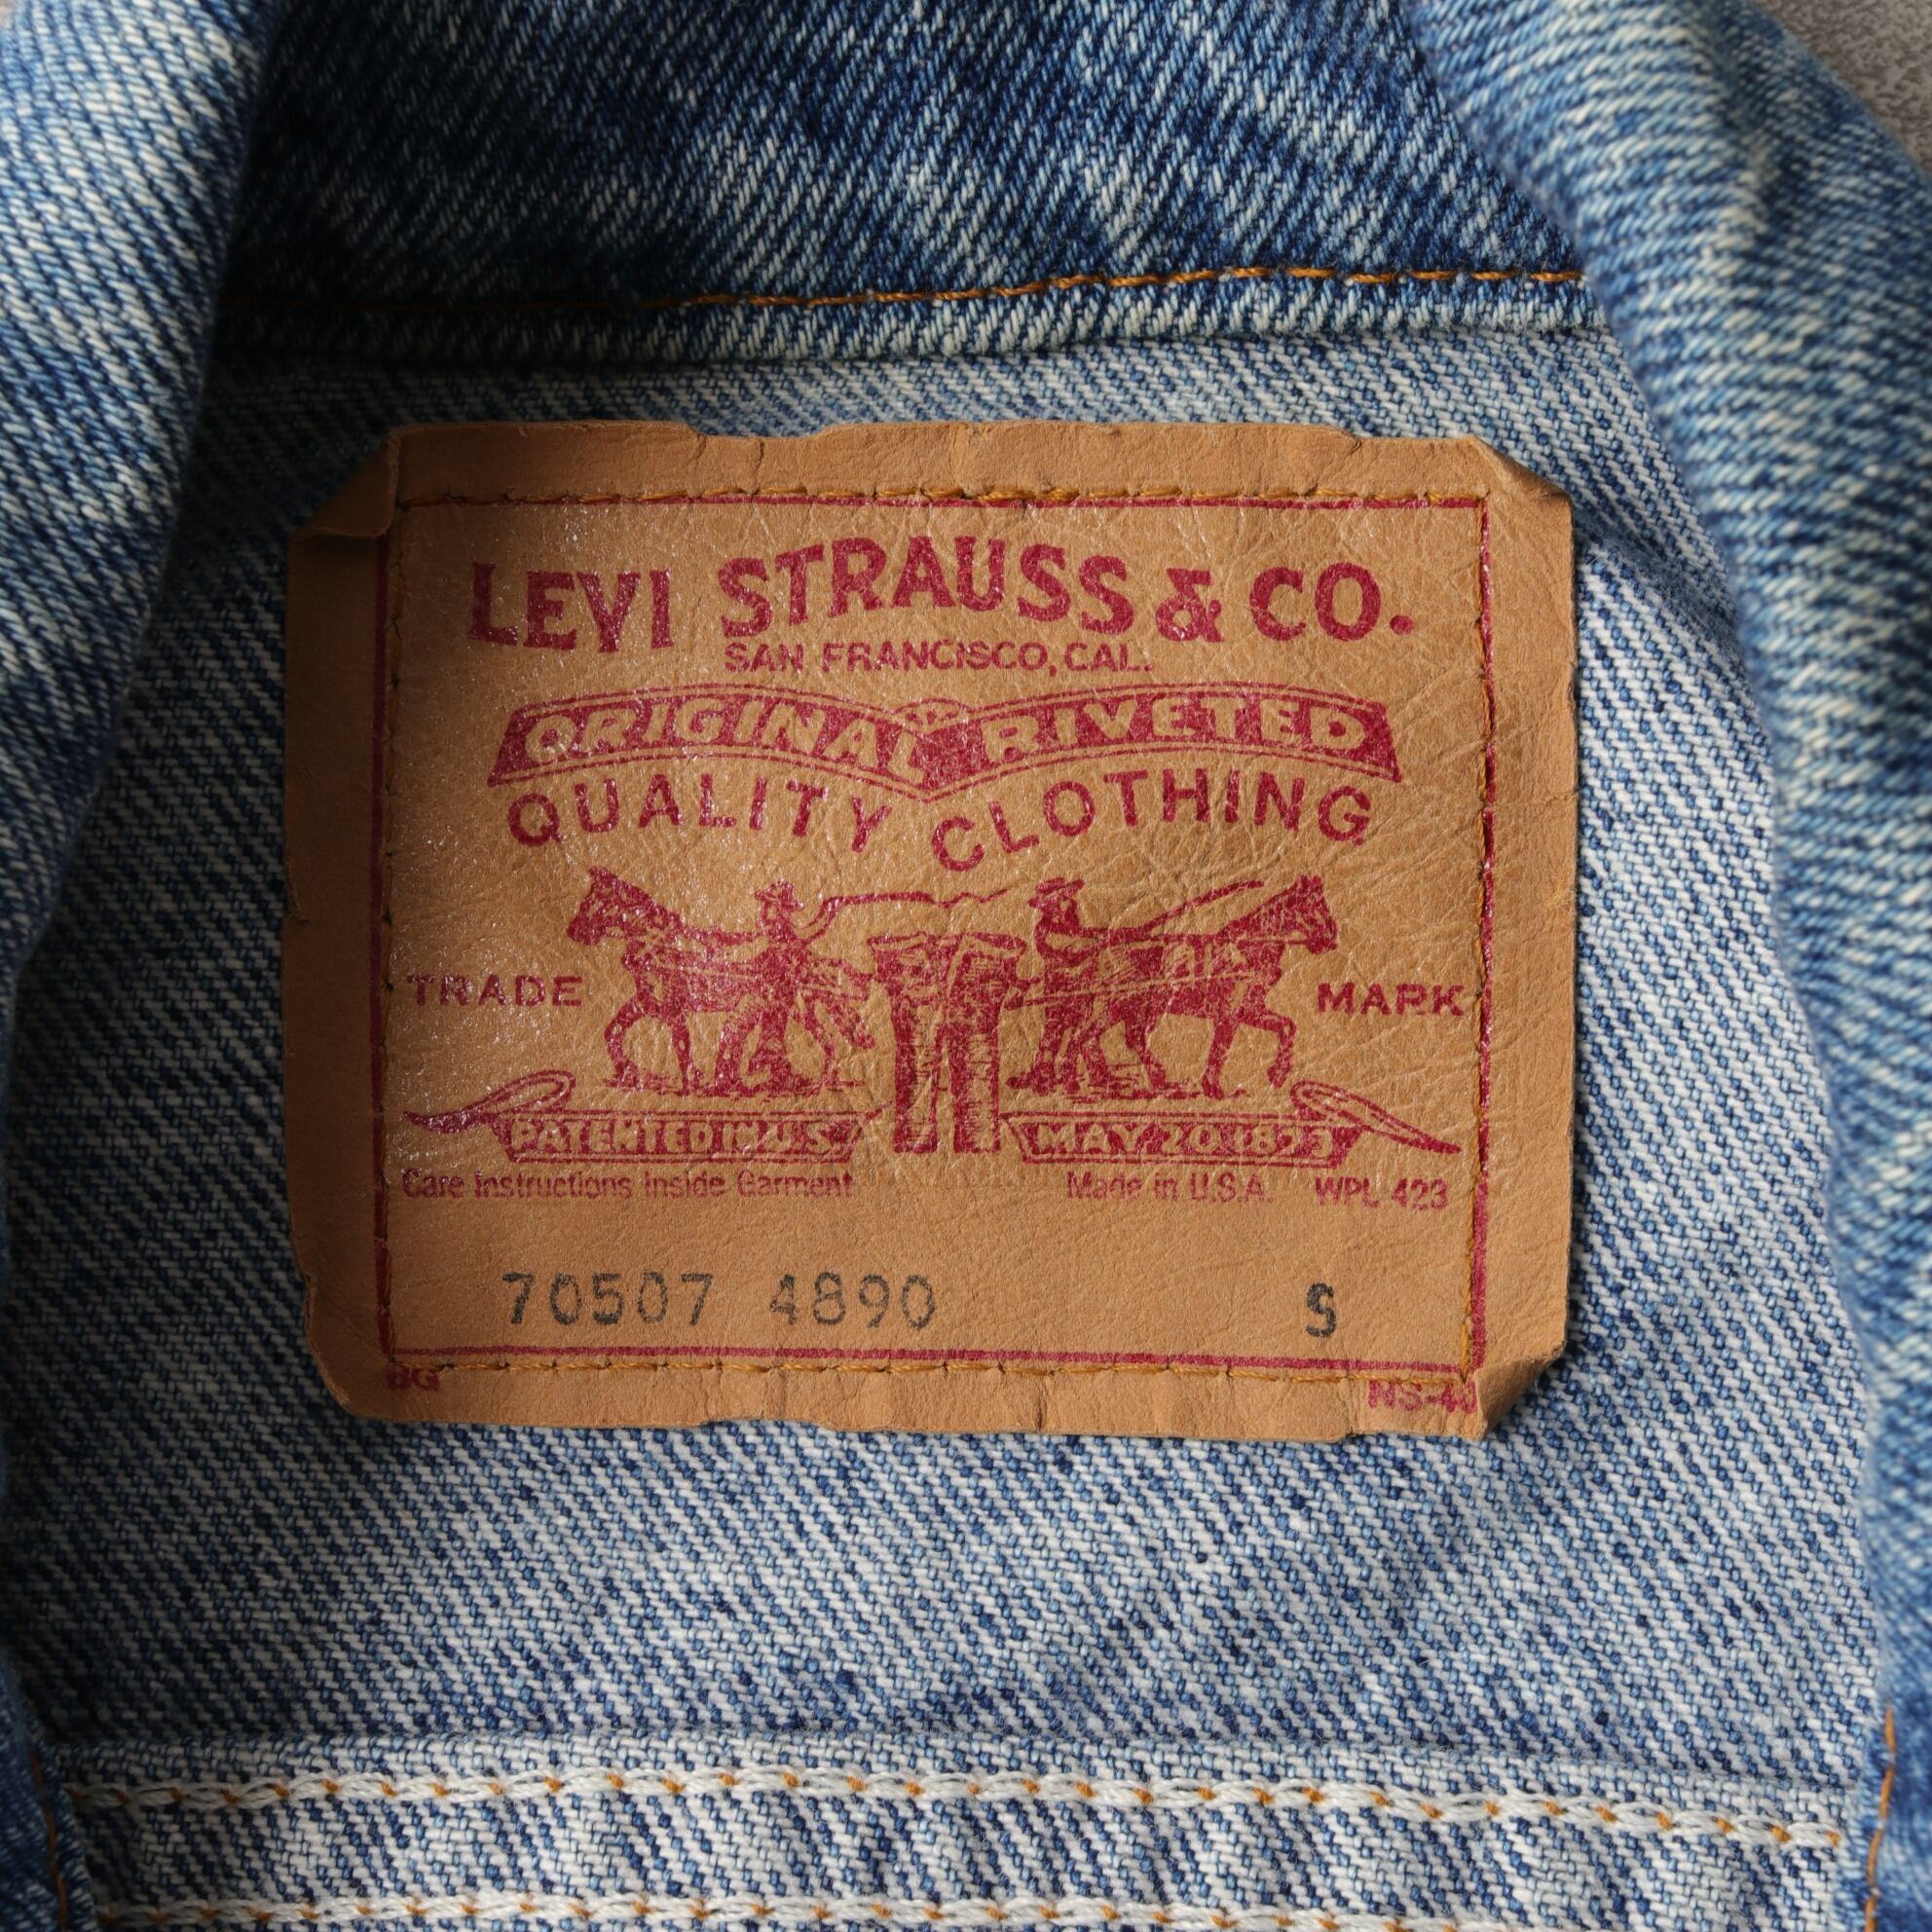 LEVI STRAUSS & CO.
SAN FRANCISCO, CAL.
ORIGINAL RIVETED
QUALITY CLOTHING
TRADE MARK
PATENTED IN U.S. MAY 20 1873
Care Instructions Inside Garment Made in U.S.A. WPL 423
70507 4890 S